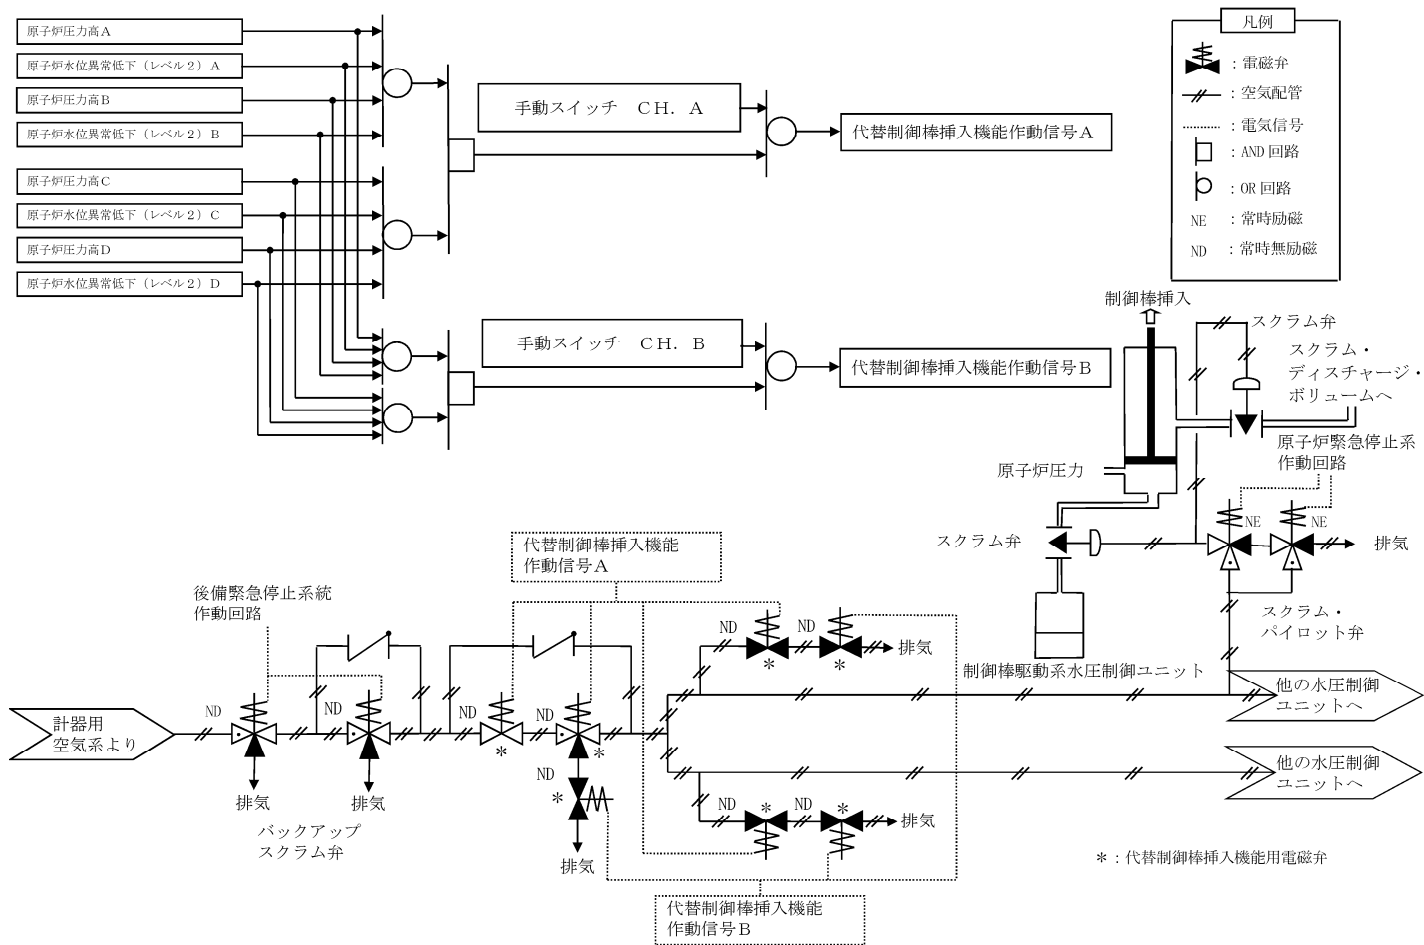 原子炉圧力高A
原子炉水位異常低下（レベル２）A
原子炉圧力高B
原子炉水位異常低下（レベル２）B
原子炉圧力高C
原子炉水位異常低下（レベル２）C
原子炉圧力高D
原子炉水位異常低下（レベル２）D
手動スイッチ　CH．A
代替制御棒挿入機能作動信号A
手動スイッチ　CH．B
代替制御棒挿入機能作動信号B
凡例
：電磁弁
：空気配管
：電気信号
：AND 回路
：OR 回路
NE ：常時励磁
ND ：常時無励磁
制御棒挿入
スクラム弁
スクラム・
ディスチャージ・
ボリュームへ
原子炉緊急停止系
作動回路
原子炉圧力
NE
NE
スクラム弁
排気
スクラム・
パイロット弁
制御棒駆動系水圧制御ユニット
代替制御棒挿入機能
作動信号A
後備緊急停止系統
作動回路
ND
ND
排気
ND
ND
ND
ND
計器用
空気系より
＊
＊
＊
＊
他の水圧制御
ユニットへ
ND
＊
ND
ND
＊
＊
他の水圧制御
ユニットへ
排気
排気
排気
バックアップ
スクラム弁
排気
＊：代替制御棒挿入機能用電磁弁
代替制御棒挿入機能
作動信号B